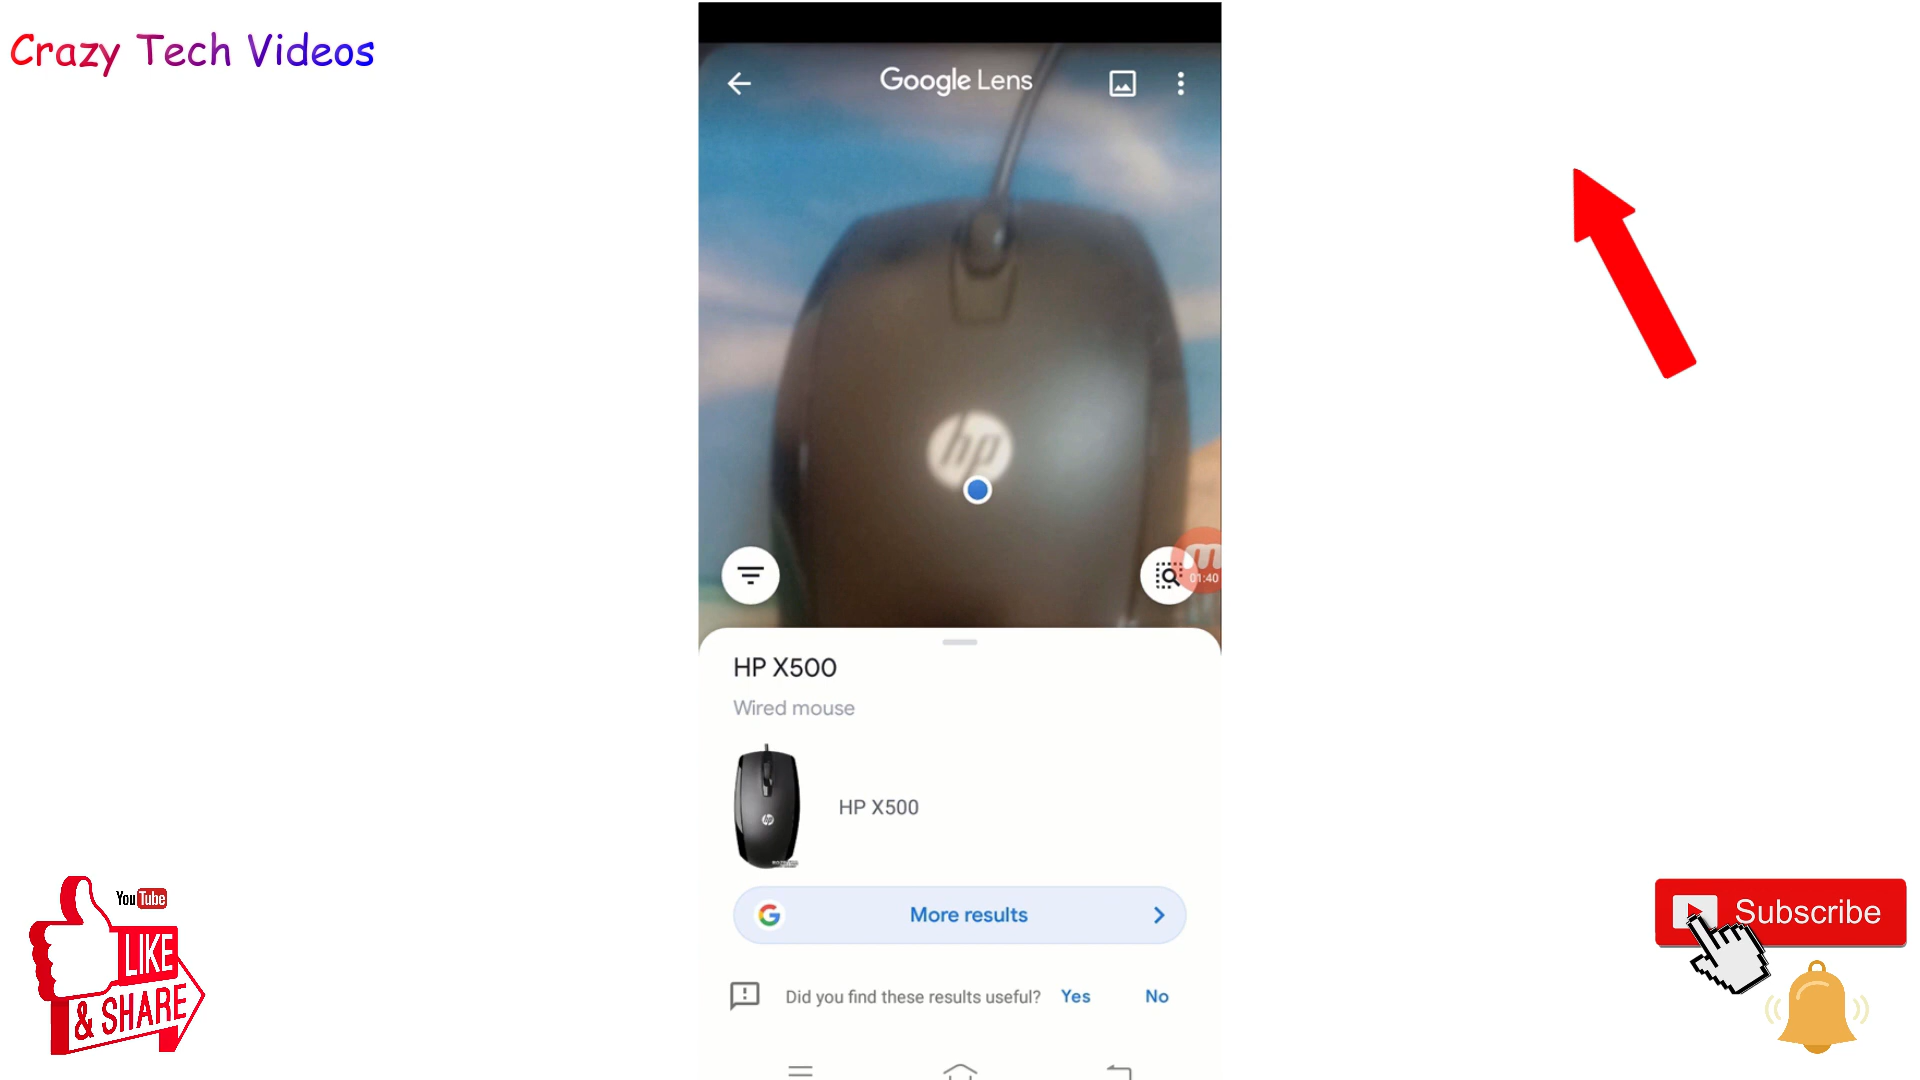 Crazy Tech Videos
Google Lens
hp
01:40
HP X500
Wired mouse
hp
HP X500
More results
Did you find these results useful? Yes No
YouTube
LIKE
& SHARE
Subscribe